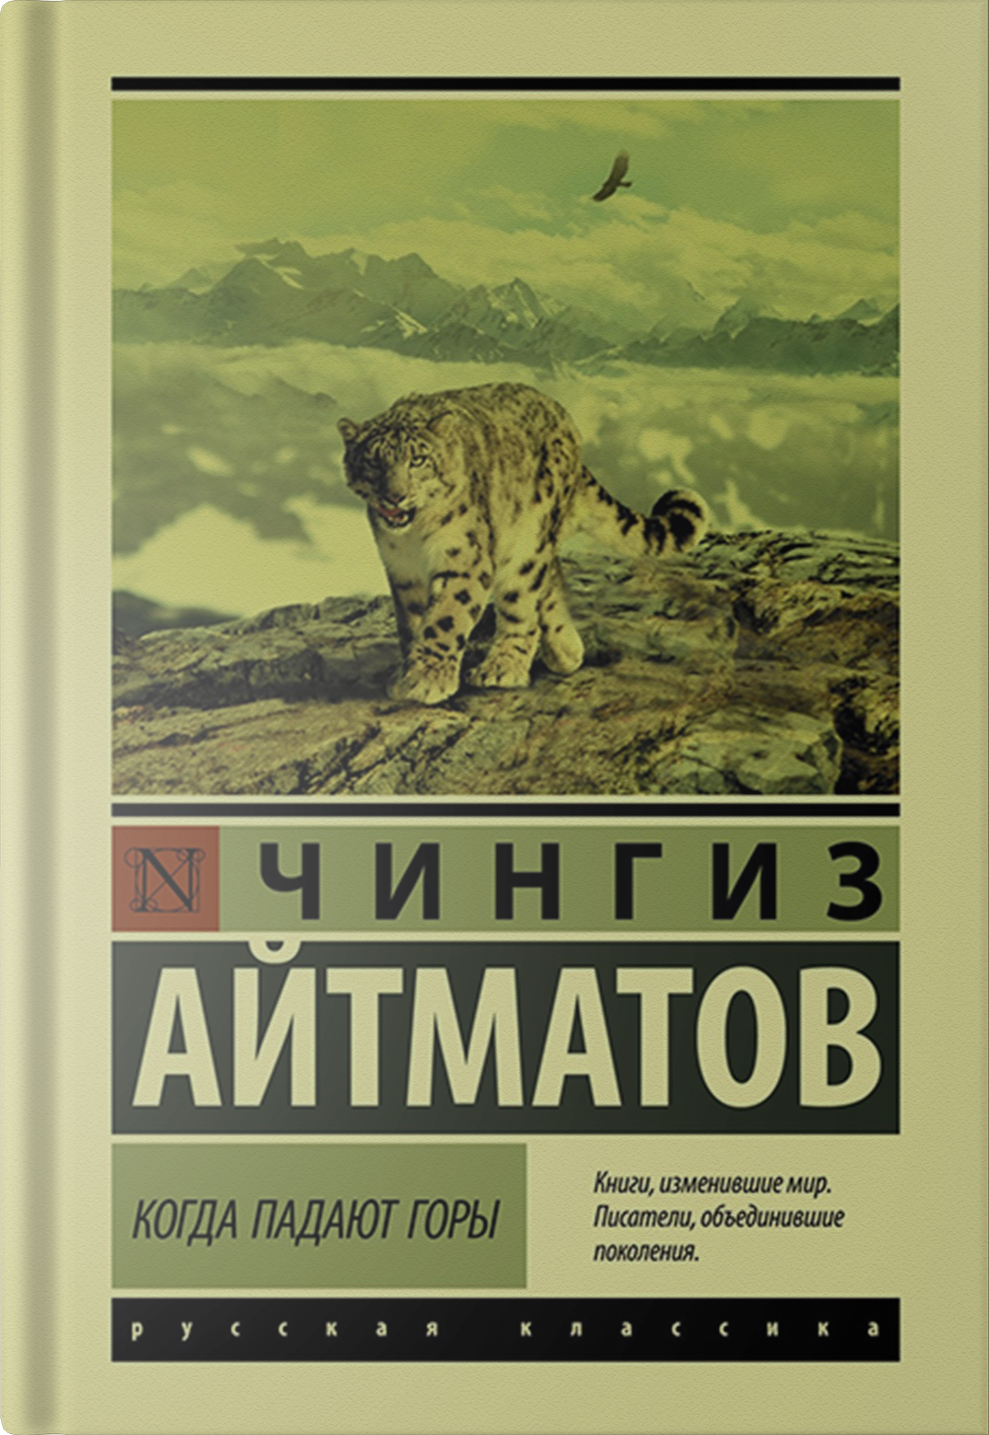 N ЧИНГИЗ
АЙТМАТОВ
КОГДА ПАДАЮТ ГОРЫ
Книги, изменившие мир.
Писатели, объединившие
поколения.
русская классика